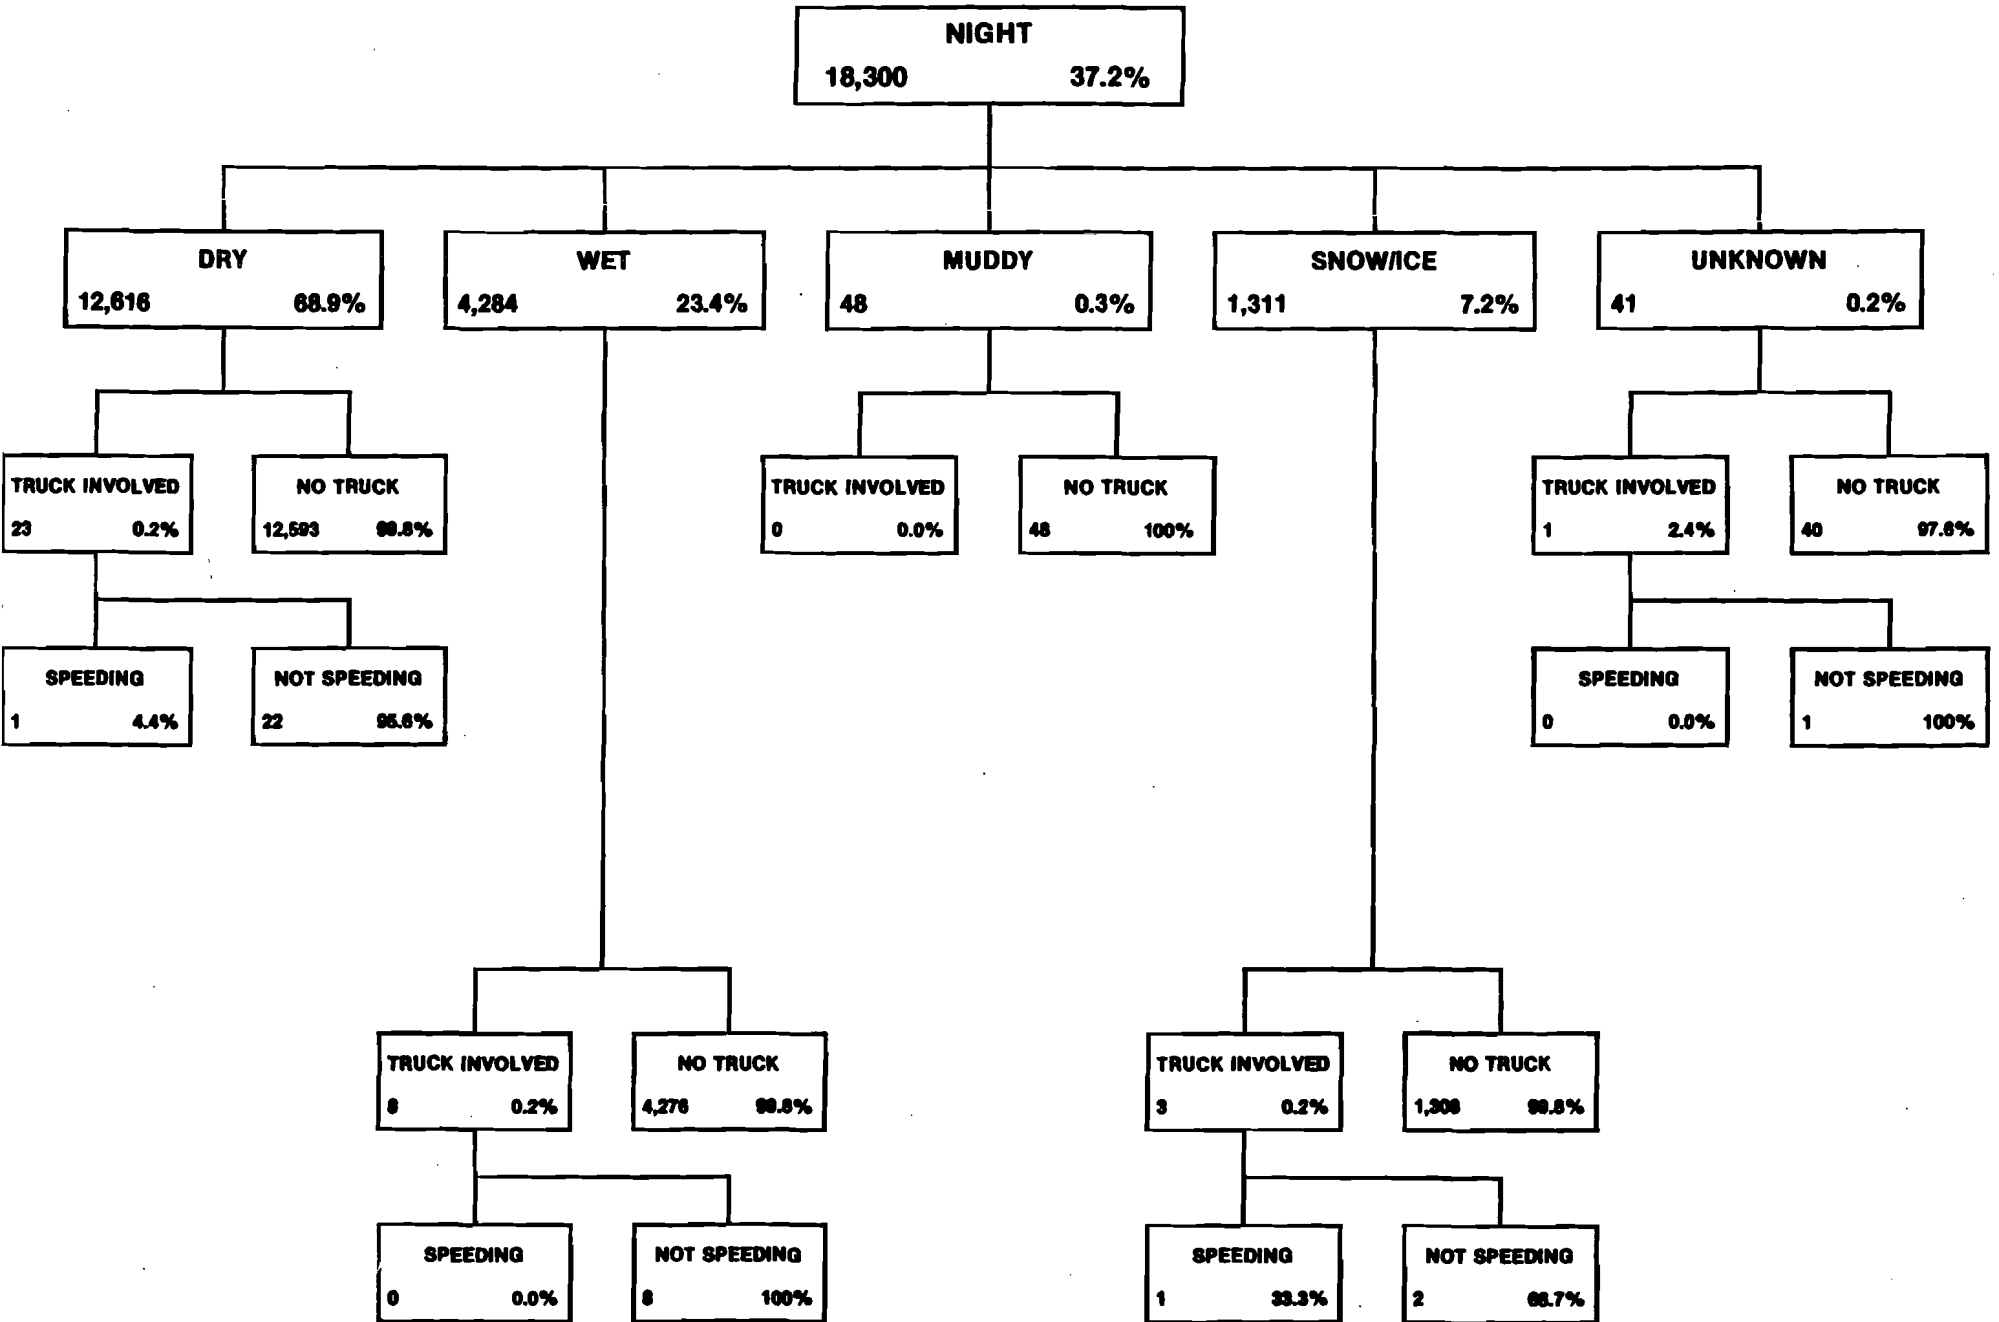 NIGHT
18,300 37.2%
DRY
12,616 68.9%
WET
4,284 23.4%
MUDDY
48 0.3%
SNOW/ICE
1,311 7.2%
UNKNOWN
41 0.2%
TRUCK INVOLVED
23 0.2%
NO TRUCK
12,593 99.8%
TRUCK INVOLVED
0 0.0%
NO TRUCK
48 100%
TRUCK INVOLVED
1 2.4%
NO TRUCK
40 97.6%
SPEEDING
1 4.4%
NOT SPEEDING
22 95.6%
SPEEDING
0 0.0%
NOT SPEEDING
1 100%
TRUCK INVOLVED
8 0.2%
NO TRUCK
4,276 99.8%
TRUCK INVOLVED
3 0.2%
NO TRUCK
1,308 99.8%
SPEEDING
0 0.0%
NOT SPEEDING
8 100%
SPEEDING
1 33.3%
NOT SPEEDING
2 66.7%